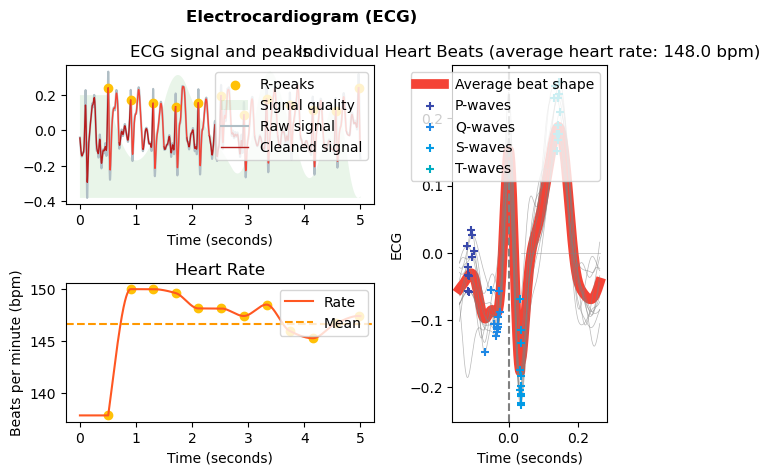 Electrocardiogram (ECG)
ECG signal and peaks
Individual Heart Beats (average heart rate: 148.0 bpm)
0.2
0.0
−0.2
−0.4
R-peaks
Signal quality
Raw signal
Cleaned signal
0
1
2
3
4
5
Time (seconds)
Heart Rate
Beats per minute (bpm)
150
145
140
Rate
Mean
0
1
2
3
4
5
Time (seconds)
Average beat shape
P-waves
Q-waves
S-waves
T-waves
ECG
0.2
0.1
0.0
−0.1
−0.2
0.0
0.2
Time (seconds)